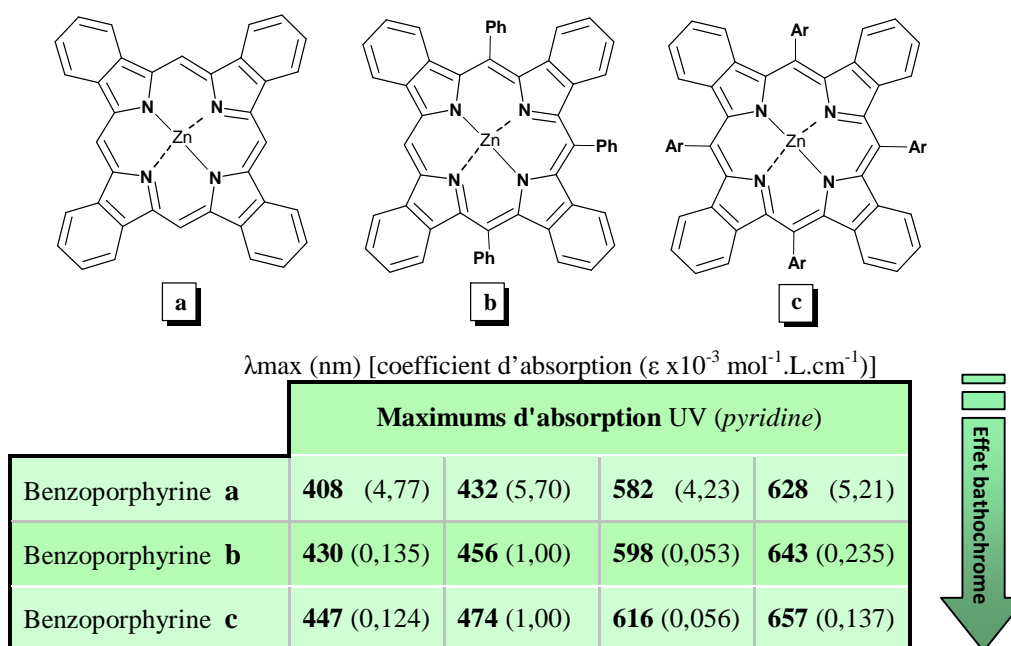 Ph Ar
N N N N N N
Zn Zn Ph Ar Zn Ar
N N N N N N
Ph Ar
a b c
λmax (nm) [coefficient d’absorption (ε x10⁻³ mol⁻¹.L.cm⁻¹)]
Maximums d'absorption UV (pyridine)
Benzoporphyrine a 408 (4,77) 432 (5,70) 582 (4,23) 628 (5,21)
Benzoporphyrine b 430 (0,135) 456 (1,00) 598 (0,053) 643 (0,235)
Benzoporphyrine c 447 (0,124) 474 (1,00) 616 (0,056) 657 (0,137)
Effet bathochrome